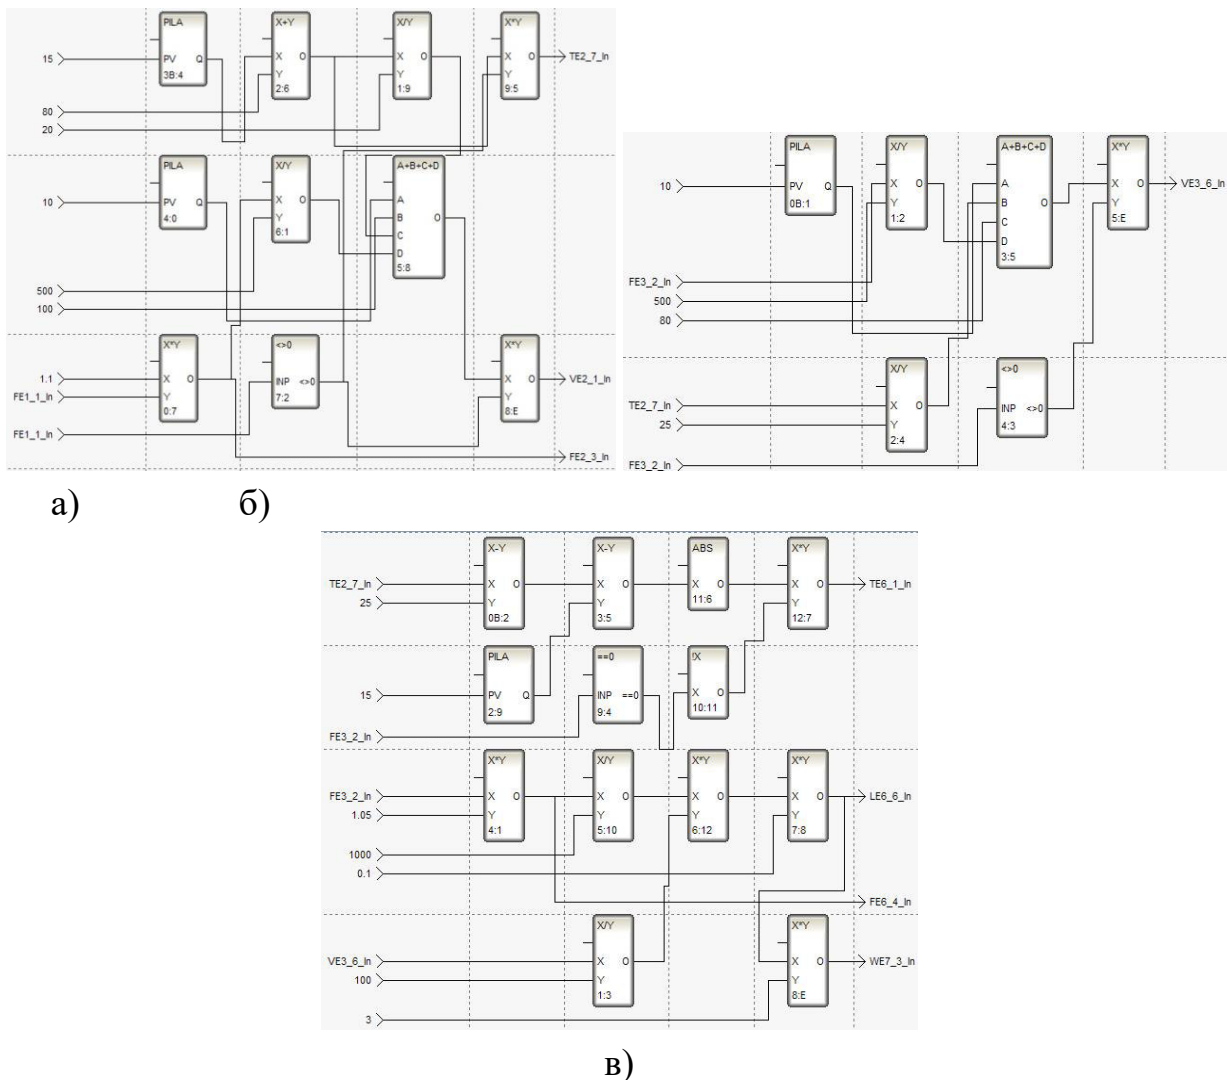 PILA X+Y X/Y X*Y
15 PV Q X O X O X O TE2_7_In
3B:4 Y Y Y
2:6 1:9 9:5
80
20
PILA X/Y A+B+C+D
10 PV Q X O A
4:0 Y B O
6:1 C
D
5:8
500
100
X*Y <>0 X*Y
1.1 X O INP <>0 X O VE2_1_In
FE1_1_In Y 7:2 Y
0:7 8:E
FE1_1_In
FE2_3_In
PILA X/Y A+B+C+D X*Y
10 PV Q X O A X O VE3_6_In
0B:1 Y B O Y
1:2 C 5:E
D
3:5
FE3_2_In
500
80
X/Y <>0
TE2_7_In X O INP <>0
25 Y 4:3
2:4
FE3_2_In
а) б)
X-Y X-Y ABS X*Y
TE2_7_In X O X O X O X O TE6_1_In
25 Y Y 11:6 Y
0B:2 3:5 12:7
PILA ==0 !X
15 PV Q INP ==0 X O
2:9 9:4 10:11
FE3_2_In
X*Y X/Y X*Y X*Y
FE3_2_In X O X O X O X O LE6_6_In
1.05 Y Y Y Y
4:1 5:10 6:12 7:8
1000
0.1
FE6_4_In
X/Y X*Y
VE3_6_In X O X O WE7_3_In
100 Y Y
1:3 8:E
3
в)